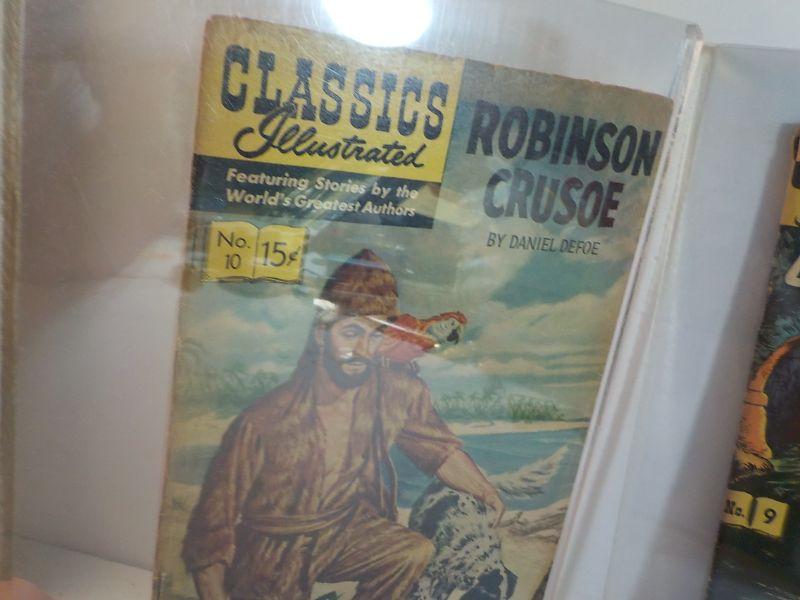 CLASSICS
Illustrated
Featuring Stories by the
World's Greatest Authors
No.
10
15¢
ROBINSON
CRUSOE
BY DANIEL DEFOE
No. 9